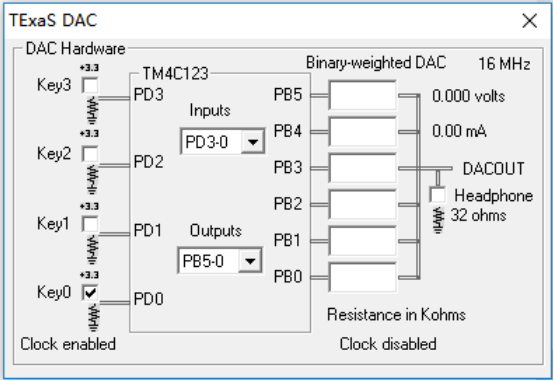 TExaS DAC
DAC Hardware
+3.3
Key3
TM4C123
Binary-weighted DAC
16 MHz
PD3
Inputs
PB5
0.000 volts
PD3-0
PB4
0.00 mA
+3.3
Key2
PD2
PB3
DACOUT
+3.3
Key1
PD1
Outputs
PB2
Headphone
32 ohms
PB5-0
PB1
+3.3
Key0
PD0
PB0
Resistance in Kohms
Clock enabled
Clock disabled